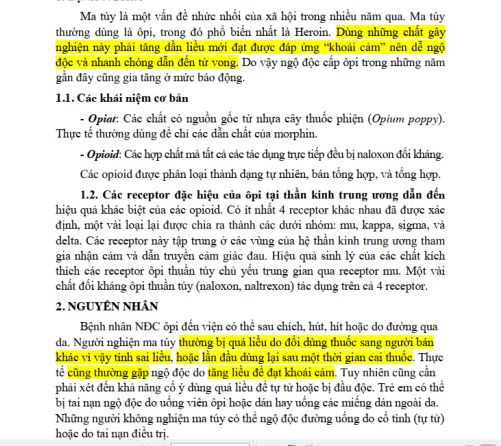 Ma túy là một vấn đề nhức nhối của xã hội trong nhiều năm qua. Ma túy
thường dùng là ôpi, trong đó phổ biến nhất là Heroin. Dùng những chất gây
nghiện này phải tăng dần liều mới đạt được đáp ứng "khoái cảm" nên dễ ngộ
độc và nhanh chóng dẫn đến tử vong. Do vậy ngộ độc cấp ôpi trong những năm
gần đây cũng gia tăng ở mức báo động.
1.1. Các khái niệm cơ bản
- Opiat: Các chất có nguồn gốc từ nhựa cây thuốc phiện (Opium poppy).
Thực tế thường dùng để chỉ các dẫn chất của morphin.
- Opioid: Các hợp chất mà tất cả các tác dụng trực tiếp đều bị naloxon đối kháng.
Các opioid được phân loại thành dạng tự nhiên, bán tổng hợp, và tổng hợp.
1.2. Các receptor đặc hiệu của ôpi tại thần kinh trung ương dẫn đến
hiệu quả khác biệt của các opioid. Có ít nhất 4 receptor khác nhau đã được xác
định, một vài loại lại được chia ra thành các dưới nhóm: mu, kappa, sigma, và
delta. Các receptor này tập trung ở các vùng của hệ thần kinh trung ương tham
gia nhận cảm và dẫn truyền cảm giác đau. Hiệu quả sinh lý của các chất kích
thích các receptor ôpi thuần túy chủ yếu trung gian qua receptor mu. Một vài
chất đối kháng ôpi thuần túy (naloxon, naltrexon) tác dụng trên cả 4 receptor.
2. NGUYÊN NHÂN
Bệnh nhân NĐC ôpi đến viện có thể sau chích, hút, hít hoặc do đường qua
da. Người nghiện ma túy thường bị quá liều do đổi dùng thuốc sang người bán
khác vì vậy tính sai liều, hoặc lần đầu dùng lại sau một thời gian cai thuốc. Thực
tế cũng thường gặp ngộ độc do tăng liều để đạt khoái cảm. Tuy nhiên cũng cần
phải xét đến khả năng cố ý dùng quá liều để tự tử hoặc bị đầu độc. Trẻ em có thể
bị tai nạn ngộ độc do uống viên ôpi hoặc dán hay uống các miếng dán ngoài da.
Những người không nghiện ma túy có thể ngộ độc đường uống do cố tình (tự tử)
hoặc do tai nạn điều trị.